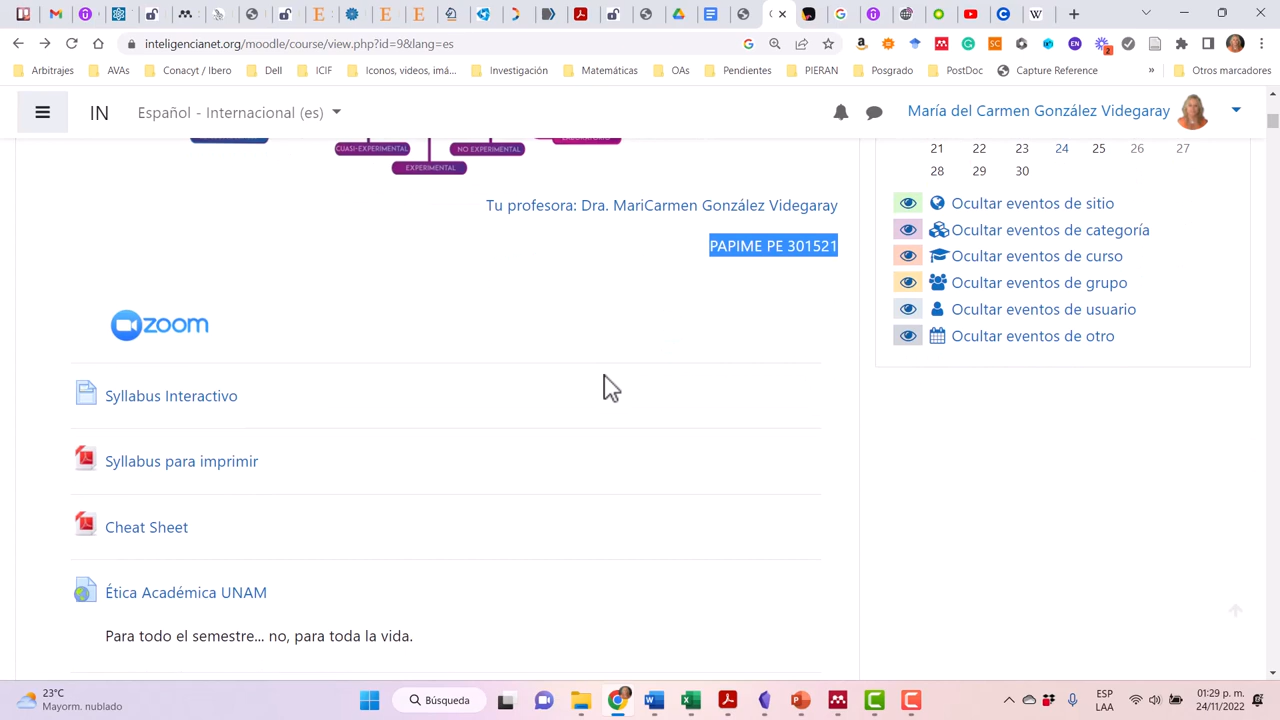 inteligencianet.org/mooc/course/view.php?id=9&lang=es
Arbitrajes
AVAs
Conacyt / Ibero
Dell
ICIF
Iconos, videos, imá...
Investigación
Matemáticas
OAs
Pendientes
PIERAN
Posgrado
PostDoc
Capture Reference
»
Otros marcadores
IN
Español - Internacional (es)
María del Carmen González Videgaray
CUASI-EXPERIMENTAL
NO EXPERIMENTAL
EXPERIMENTAL
Tu profesora: Dra. MariCarmen González Videgaray
PAPIME PE 301521
zoom
Syllabus Interactivo
Syllabus para imprimir
Cheat Sheet
Ética Académica UNAM
Para todo el semestre... no, para toda la vida.
21 22 23 24 25 26 27
28 29 30
Ocultar eventos de sitio
Ocultar eventos de categoría
Ocultar eventos de curso
Ocultar eventos de grupo
Ocultar eventos de usuario
Ocultar eventos de otro
23°C
Mayorm. nublado
Búsqueda
ESP
LAA
01:29 p. m.
24/11/2022